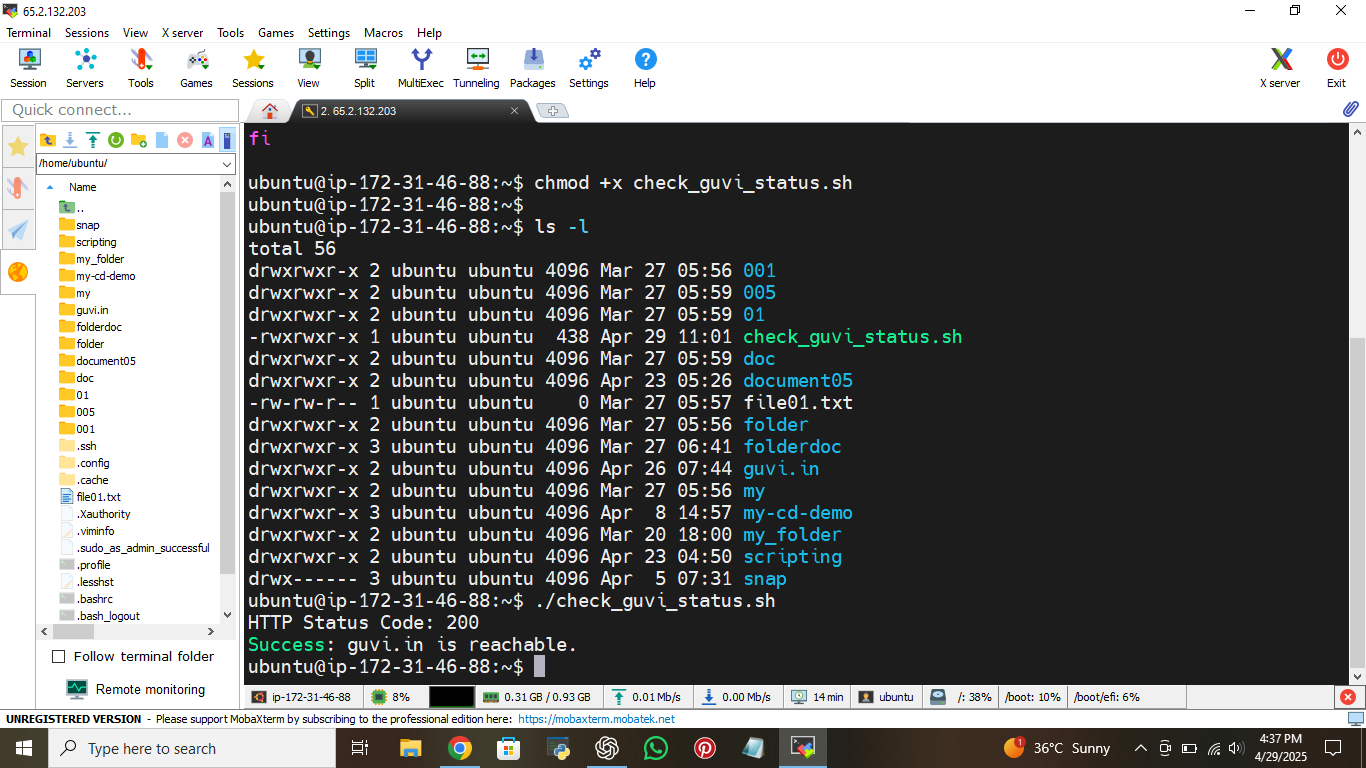 65.2.132.203
Terminal Sessions View X server Tools Games Settings Macros Help
Session Servers Tools Games Sessions View Split MultiExec Tunneling Packages Settings Help X server Exit
Quick connect...
2. 65.2.132.203
/home/ubuntu/
Name
..
snap
scripting
my_folder
my-cd-demo
my
guvi.in
folderdoc
folder
document05
doc
01
005
001
.ssh
.config
.cache
file01.txt
.Xauthority
.viminfo
.sudo_as_admin_successful
.profile
.lesshst
.bashrc
.bash_logout
Follow terminal folder
Remote monitoring
fi
ubuntu@ip-172-31-46-88:~$ chmod +x check_guvi_status.sh
ubuntu@ip-172-31-46-88:~$
ubuntu@ip-172-31-46-88:~$ ls -l
total 56
drwxrwxr-x 2 ubuntu ubuntu 4096 Mar 27 05:56 001
drwxrwxr-x 2 ubuntu ubuntu 4096 Mar 27 05:59 005
drwxrwxr-x 2 ubuntu ubuntu 4096 Mar 27 05:59 01
-rwxrwxr-x 1 ubuntu ubuntu  438 Apr 29 11:01 check_guvi_status.sh
drwxrwxr-x 2 ubuntu ubuntu 4096 Mar 27 05:59 doc
drwxrwxr-x 2 ubuntu ubuntu 4096 Apr 23 05:26 document05
-rw-rw-r-- 1 ubuntu ubuntu    0 Mar 27 05:57 file01.txt
drwxrwxr-x 2 ubuntu ubuntu 4096 Mar 27 05:56 folder
drwxrwxr-x 3 ubuntu ubuntu 4096 Mar 27 06:41 folderdoc
drwxrwxr-x 2 ubuntu ubuntu 4096 Apr 26 07:44 guvi.in
drwxrwxr-x 2 ubuntu ubuntu 4096 Mar 27 05:56 my
drwxrwxr-x 3 ubuntu ubuntu 4096 Apr  8 14:57 my-cd-demo
drwxrwxr-x 2 ubuntu ubuntu 4096 Mar 20 18:00 my_folder
drwxrwxr-x 2 ubuntu ubuntu 4096 Apr 23 04:50 scripting
drwx------ 3 ubuntu ubuntu 4096 Apr  5 07:31 snap
ubuntu@ip-172-31-46-88:~$ ./check_guvi_status.sh
HTTP Status Code: 200
Success: guvi.in is reachable.
ubuntu@ip-172-31-46-88:~$
ip-172-31-46-88 8% 0.31 GB / 0.93 GB 0.01 Mb/s 0.00 Mb/s 14 min ubuntu /: 38% /boot: 10% /boot/efi: 6%
UNREGISTERED VERSION - Please support MobaXterm by subscribing to the professional edition here: https://mobaxterm.mobatek.net
Type here to search
36°C Sunny
4:37 PM
4/29/2025